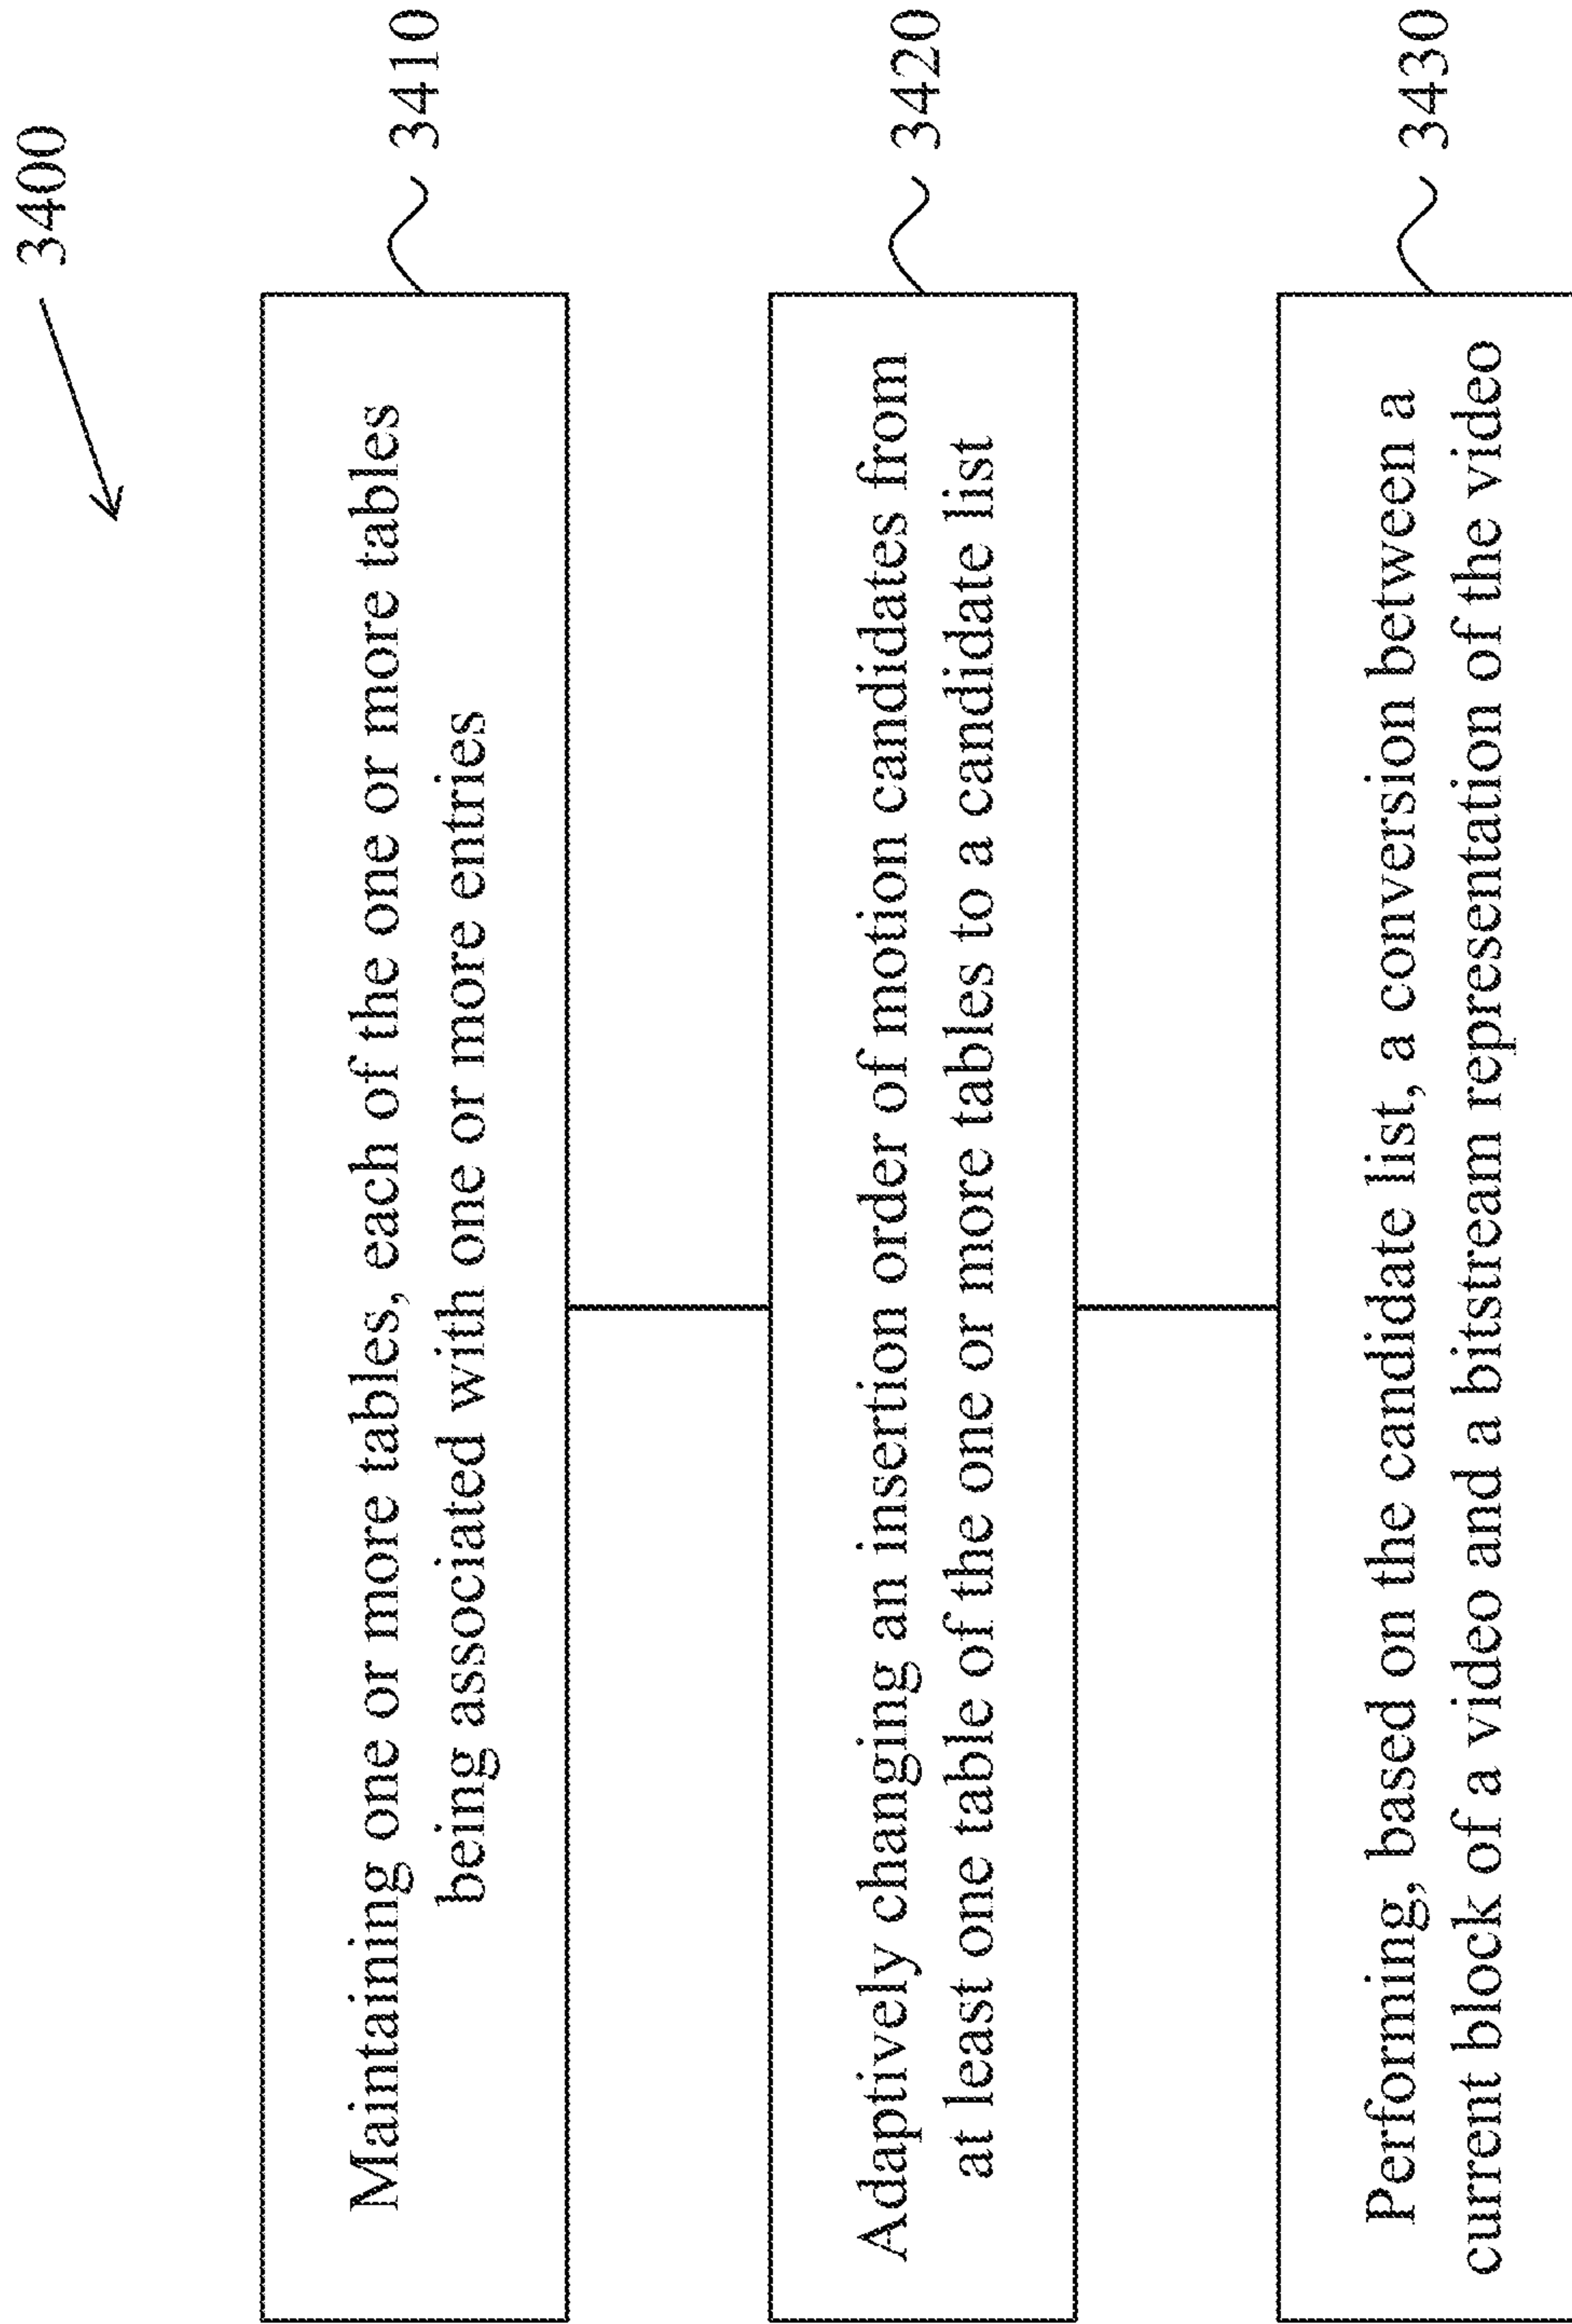 3400
Maintaining one or more tables, each of the one or more tables
being associated with one or more entries
3410
Adaptively changing an insertion order of motion candidates from
at least one table of the one or more tables to a candidate list
3420
Performing, based on the candidate list, a conversion between a
current block of a video and a bitstream representation of the video
3430